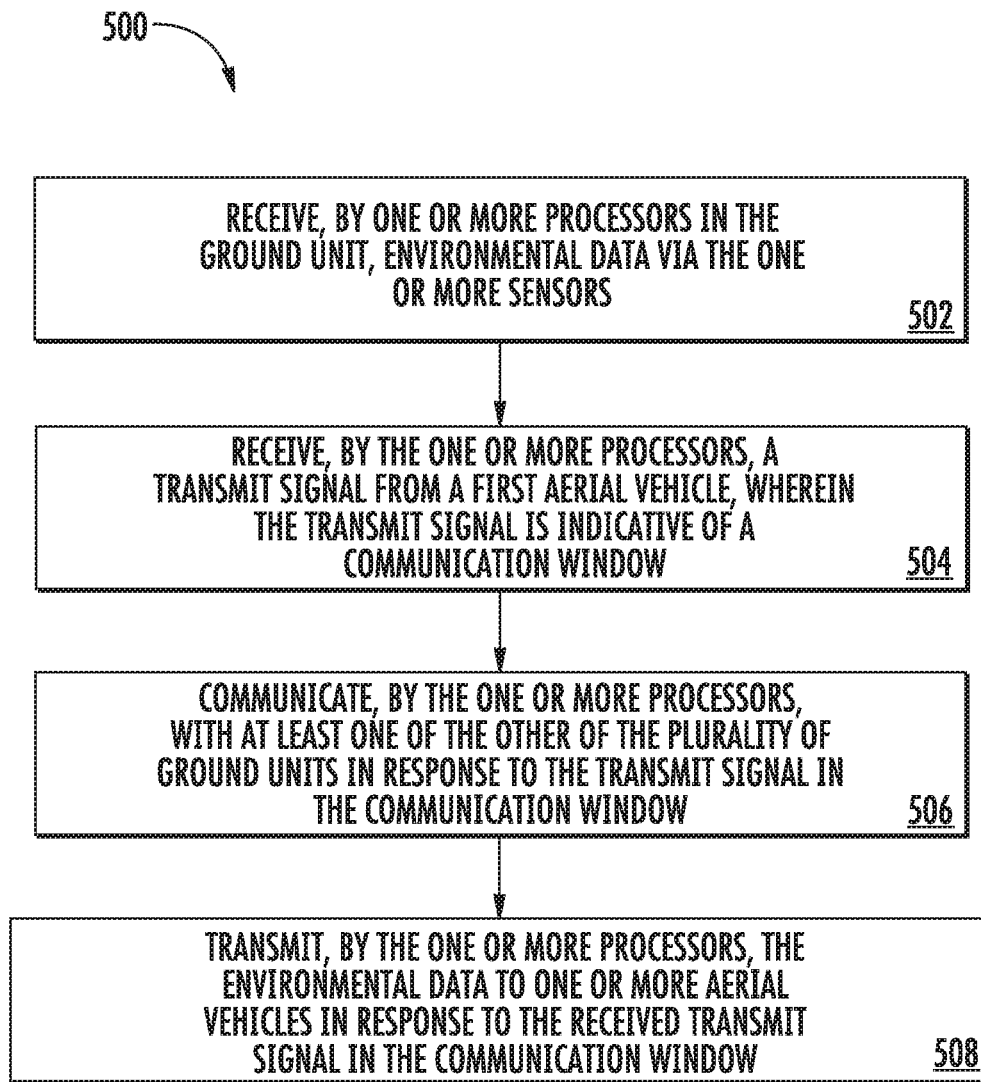 500
RECEIVE, BY ONE OR MORE PROCESSORS IN THE
GROUND UNIT, ENVIRONMENTAL DATA VIA THE ONE
OR MORE SENSORS
502
RECEIVE, BY THE ONE OR MORE PROCESSORS, A
TRANSMIT SIGNAL FROM A FIRST AERIAL VEHICLE, WHEREIN
THE TRANSMIT SIGNAL IS INDICATIVE OF A
COMMUNICATION WINDOW
504
COMMUNICATE, BY THE ONE OR MORE PROCESSORS,
WITH AT LEAST ONE OF THE OTHER OF THE PLURALITY OF
GROUND UNITS IN RESPONSE TO THE TRANSMIT SIGNAL IN
THE COMMUNICATION WINDOW
506
TRANSMIT, BY THE ONE OR MORE PROCESSORS, THE
ENVIRONMENTAL DATA TO ONE OR MORE AERIAL
VEHICLES IN RESPONSE TO THE RECEIVED TRANSMIT
SIGNAL IN THE COMMUNICATION WINDOW
508